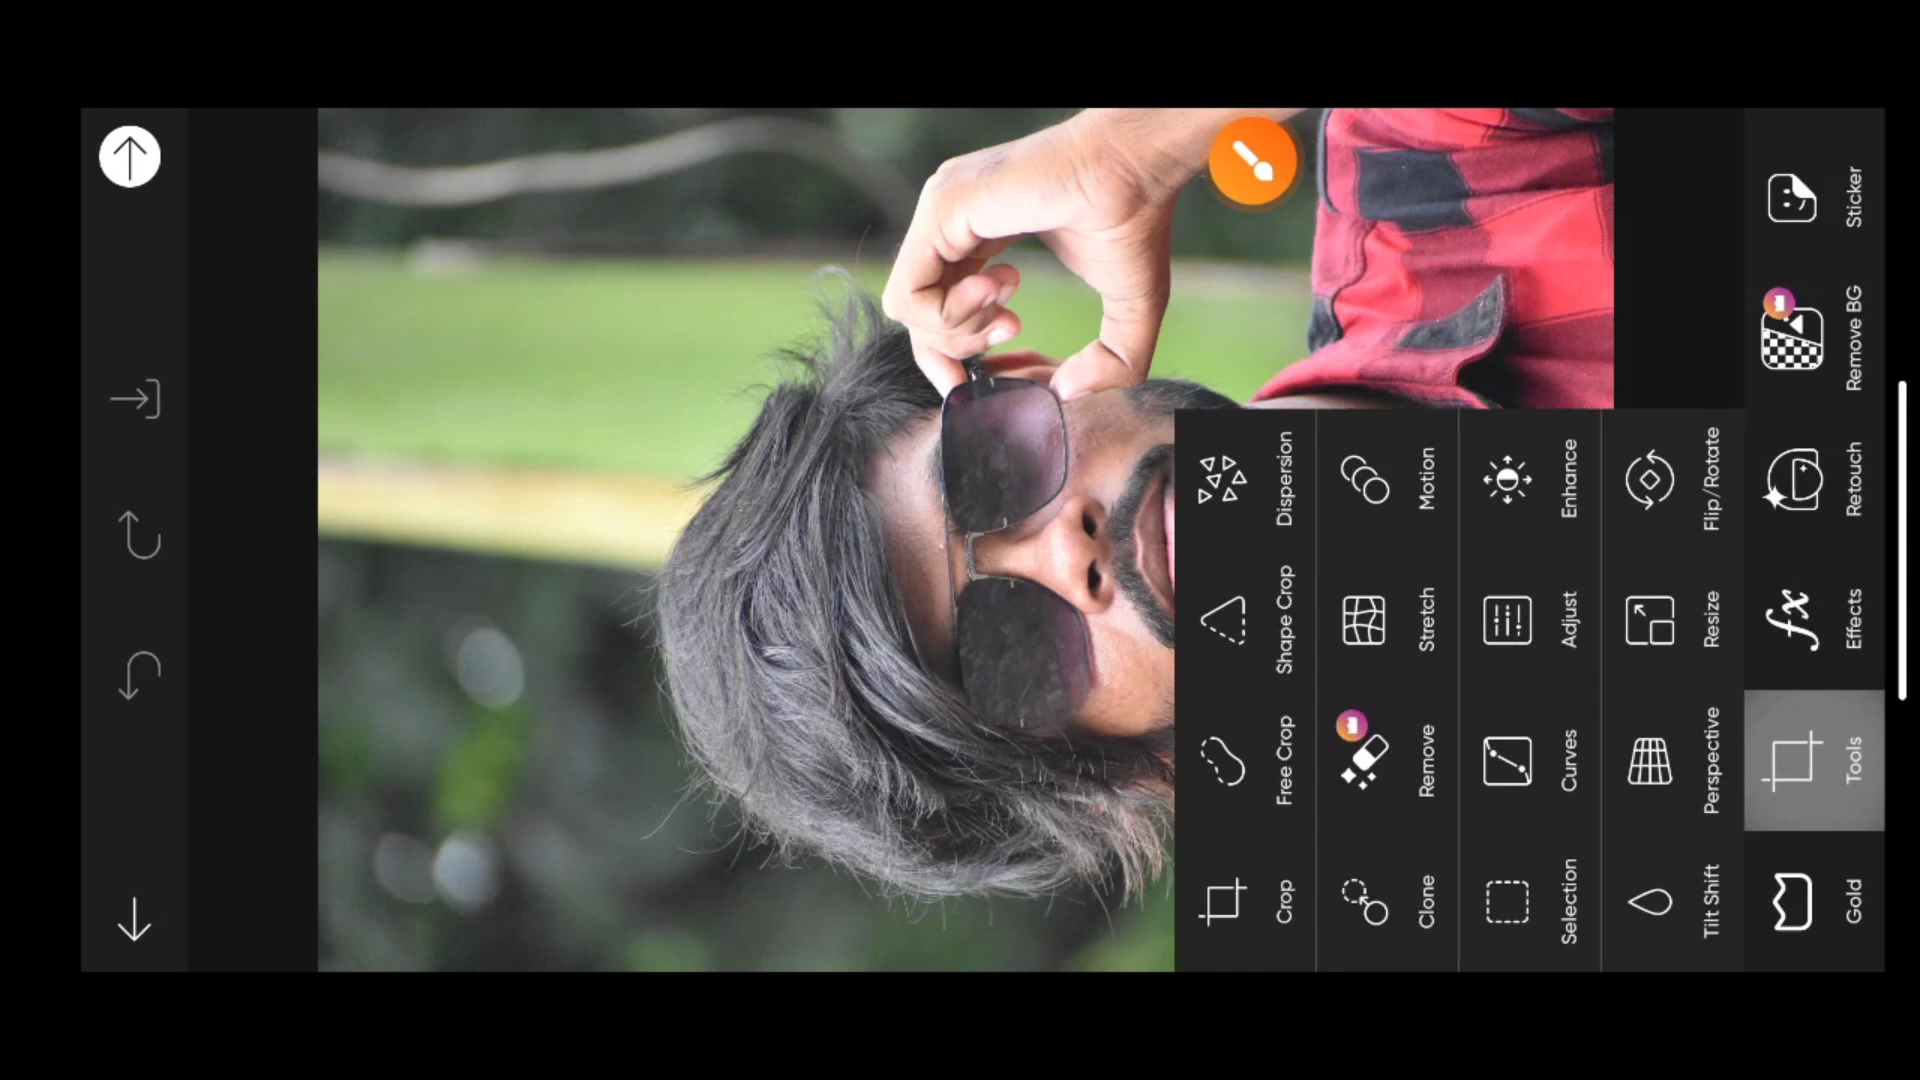 Crop Free Crop Shape Crop Dispersion
Clone Remove Stretch Motion
Selection Curves Adjust Enhance
Tilt Shift Perspective Resize Flip/Rotate
Gold Tools Effects Retouch Remove BG Sticker